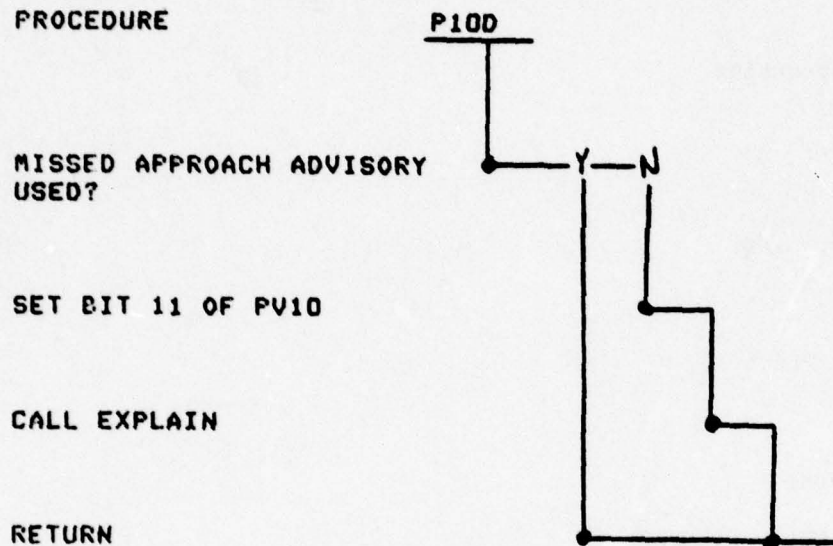 PROCEDURE P10D
MISSED APPROACH ADVISORY Y N
USED?
SET BIT 11 OF PV10
CALL EXPLAIN
RETURN